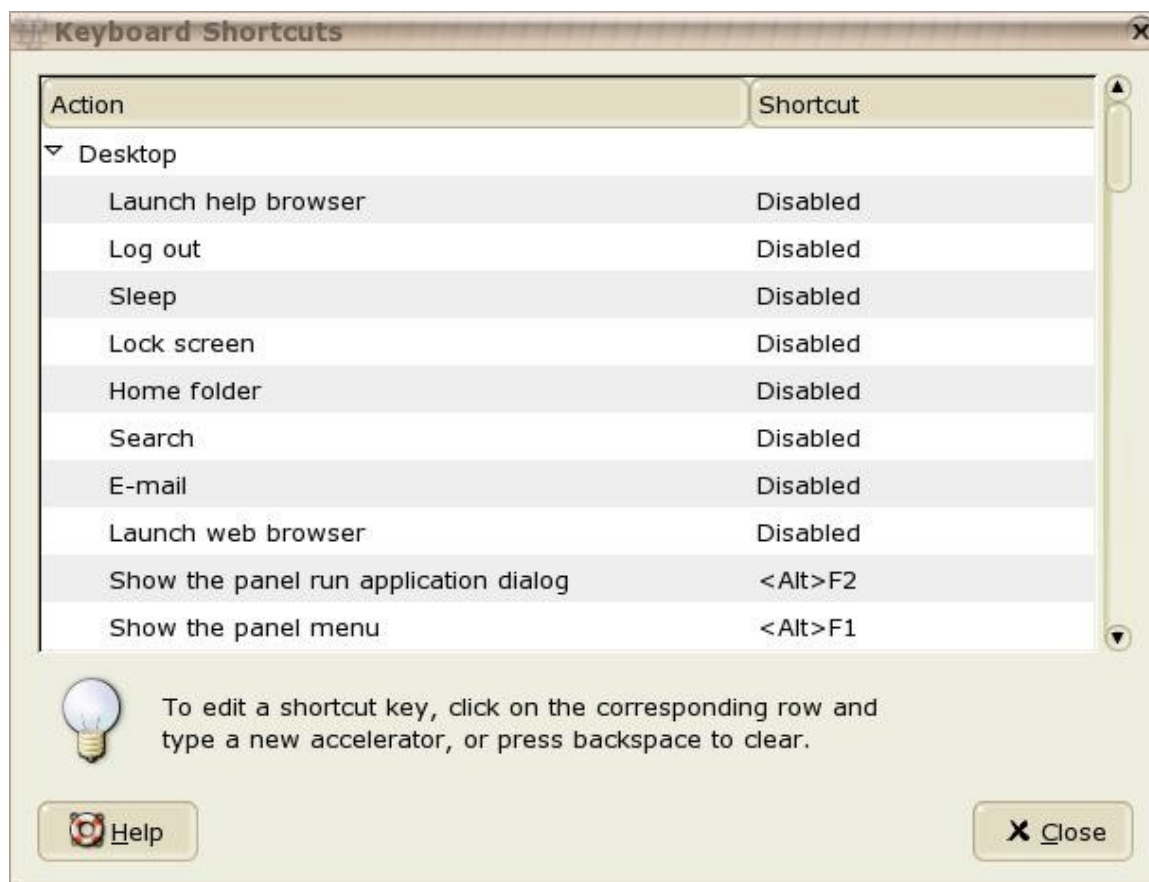 Keyboard Shortcuts
Action Shortcut
Desktop
Launch help browser Disabled
Log out Disabled
Sleep Disabled
Lock screen Disabled
Home folder Disabled
Search Disabled
E-mail Disabled
Launch web browser Disabled
Show the panel run application dialog <Alt>F2
Show the panel menu <Alt>F1
To edit a shortcut key, click on the corresponding row and
type a new accelerator, or press backspace to clear.
Help Close